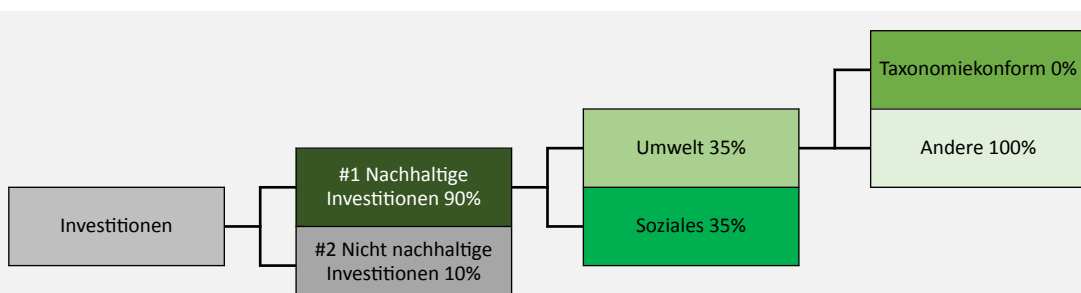 Investitionen
#1 Nachhaltige
Investitionen 90%
#2 Nicht nachhaltige
Investitionen 10%
Umwelt 35%
Soziales 35%
Taxonomiekonform 0%
Andere 100%